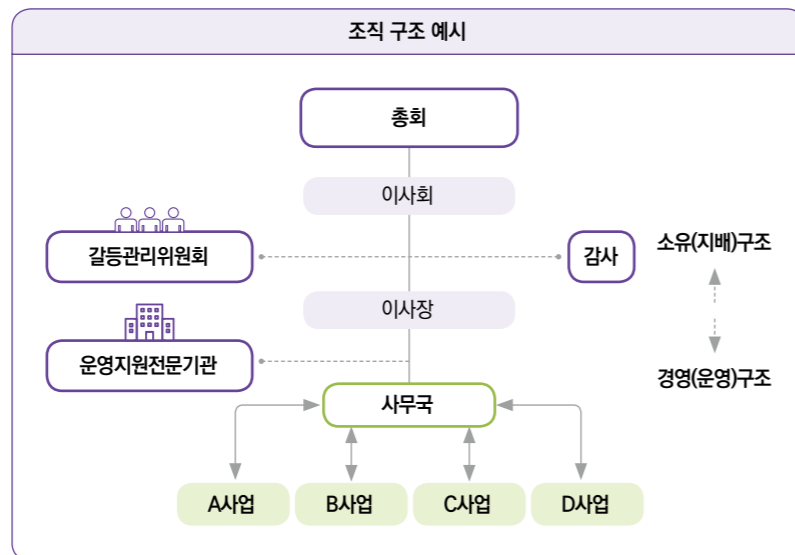 조직 구조 예시
총회
이사회
갈등관리위원회
감사
소유(지배)구조
이사장
운영지원전문기관
경영(운영)구조
사무국
A사업
B사업
C사업
D사업